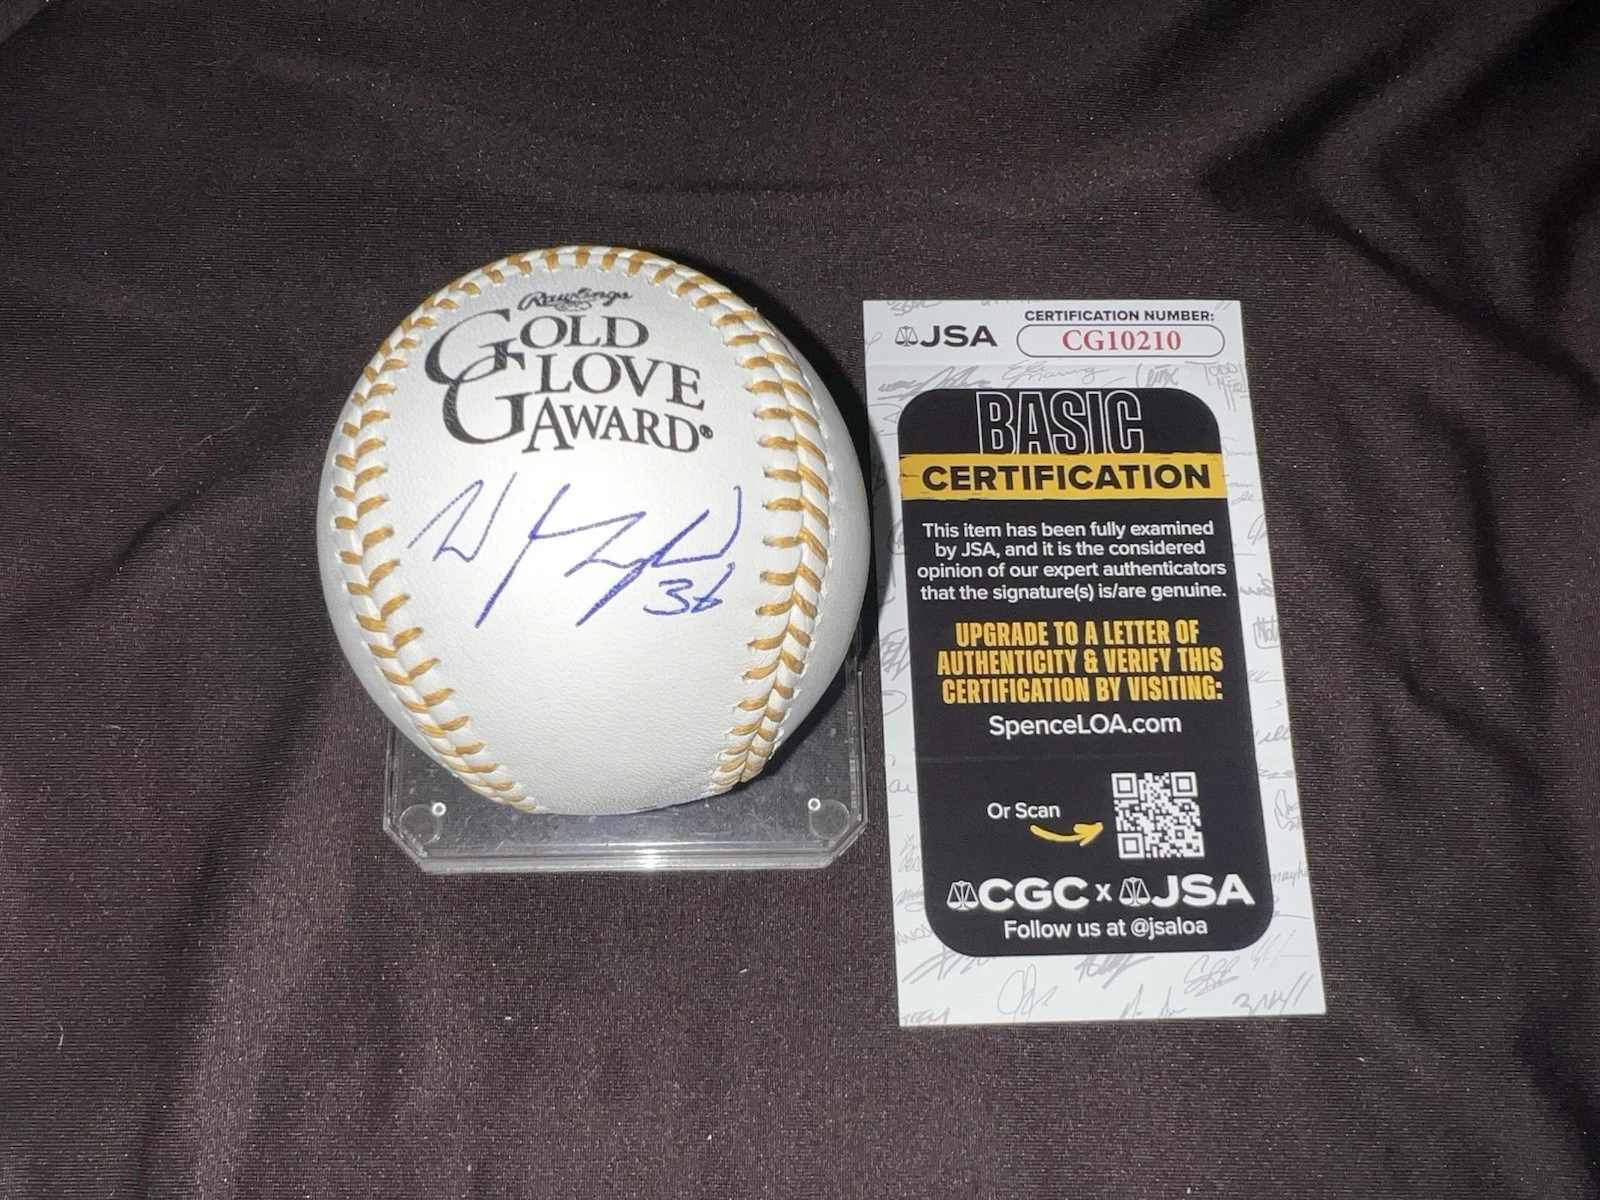 Rawlings
GOLD
GLOVE
AWARD®
36
JSA
CERTIFICATION NUMBER:
CG10210
BASIC
CERTIFICATION
This item has been fully examined
by JSA, and it is the considered
opinion of our expert authenticators
that the signature(s) is/are genuine.
UPGRADE TO A LETTER OF
AUTHENTICITY & VERIFY THIS
CERTIFICATION BY VISITING:
SpenceLOA.com
Or Scan
CGC x JSA
Follow us at @jsaloa